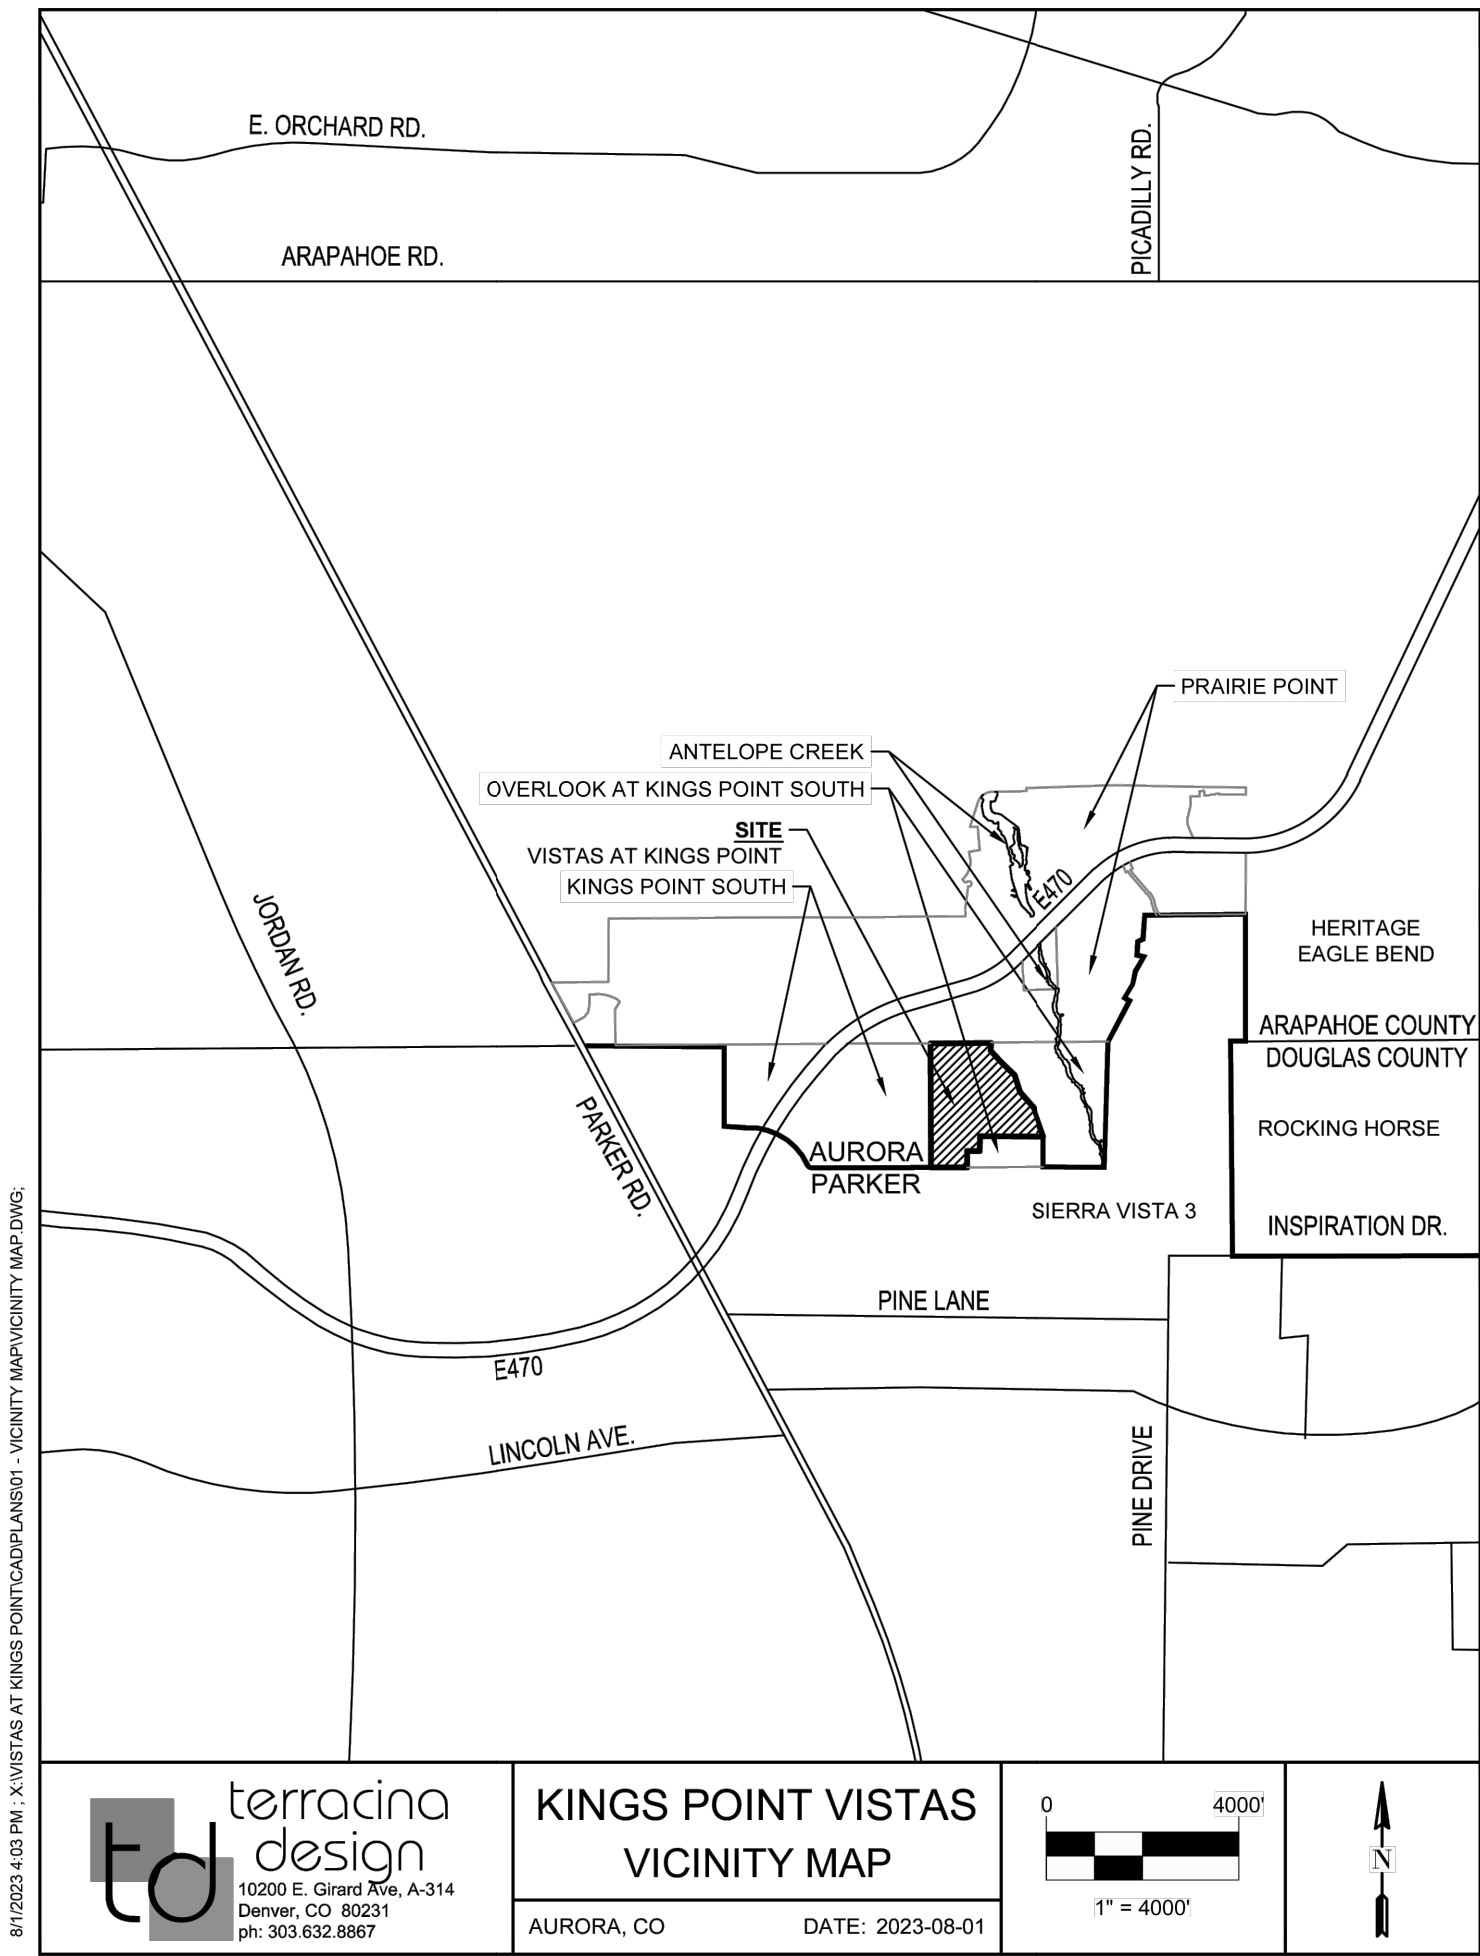 E. ORCHARD RD.
PICADILLY RD.
ARAPAHOE RD.
PRAIRIE POINT
ANTELOPE CREEK
OVERLOOK AT KINGS POINT SOUTH
SITE
VISTAS AT KINGS POINT
KINGS POINT SOUTH
E470
JORDAN RD.
HERITAGE
EAGLE BEND
ARAPAHOE COUNTY
DOUGLAS COUNTY
PARKER RD.
AURORA
PARKER
ROCKING HORSE
SIERRA VISTA 3
INSPIRATION DR.
PINE LANE
E470
LINCOLN AVE.
PINE DRIVE
8/1/2023 4:03 PM ; X:\VISTAS AT KINGS POINT\CAD\PLANS\01 - VICINITY MAP\VICINITY MAP.DWG;
td
terracina
design
10200 E. Girard Ave, A-314
Denver, CO 80231
ph: 303.632.8867
KINGS POINT VISTAS
VICINITY MAP
AURORA, CO
DATE: 2023-08-01
0 4000'
1" = 4000'
N